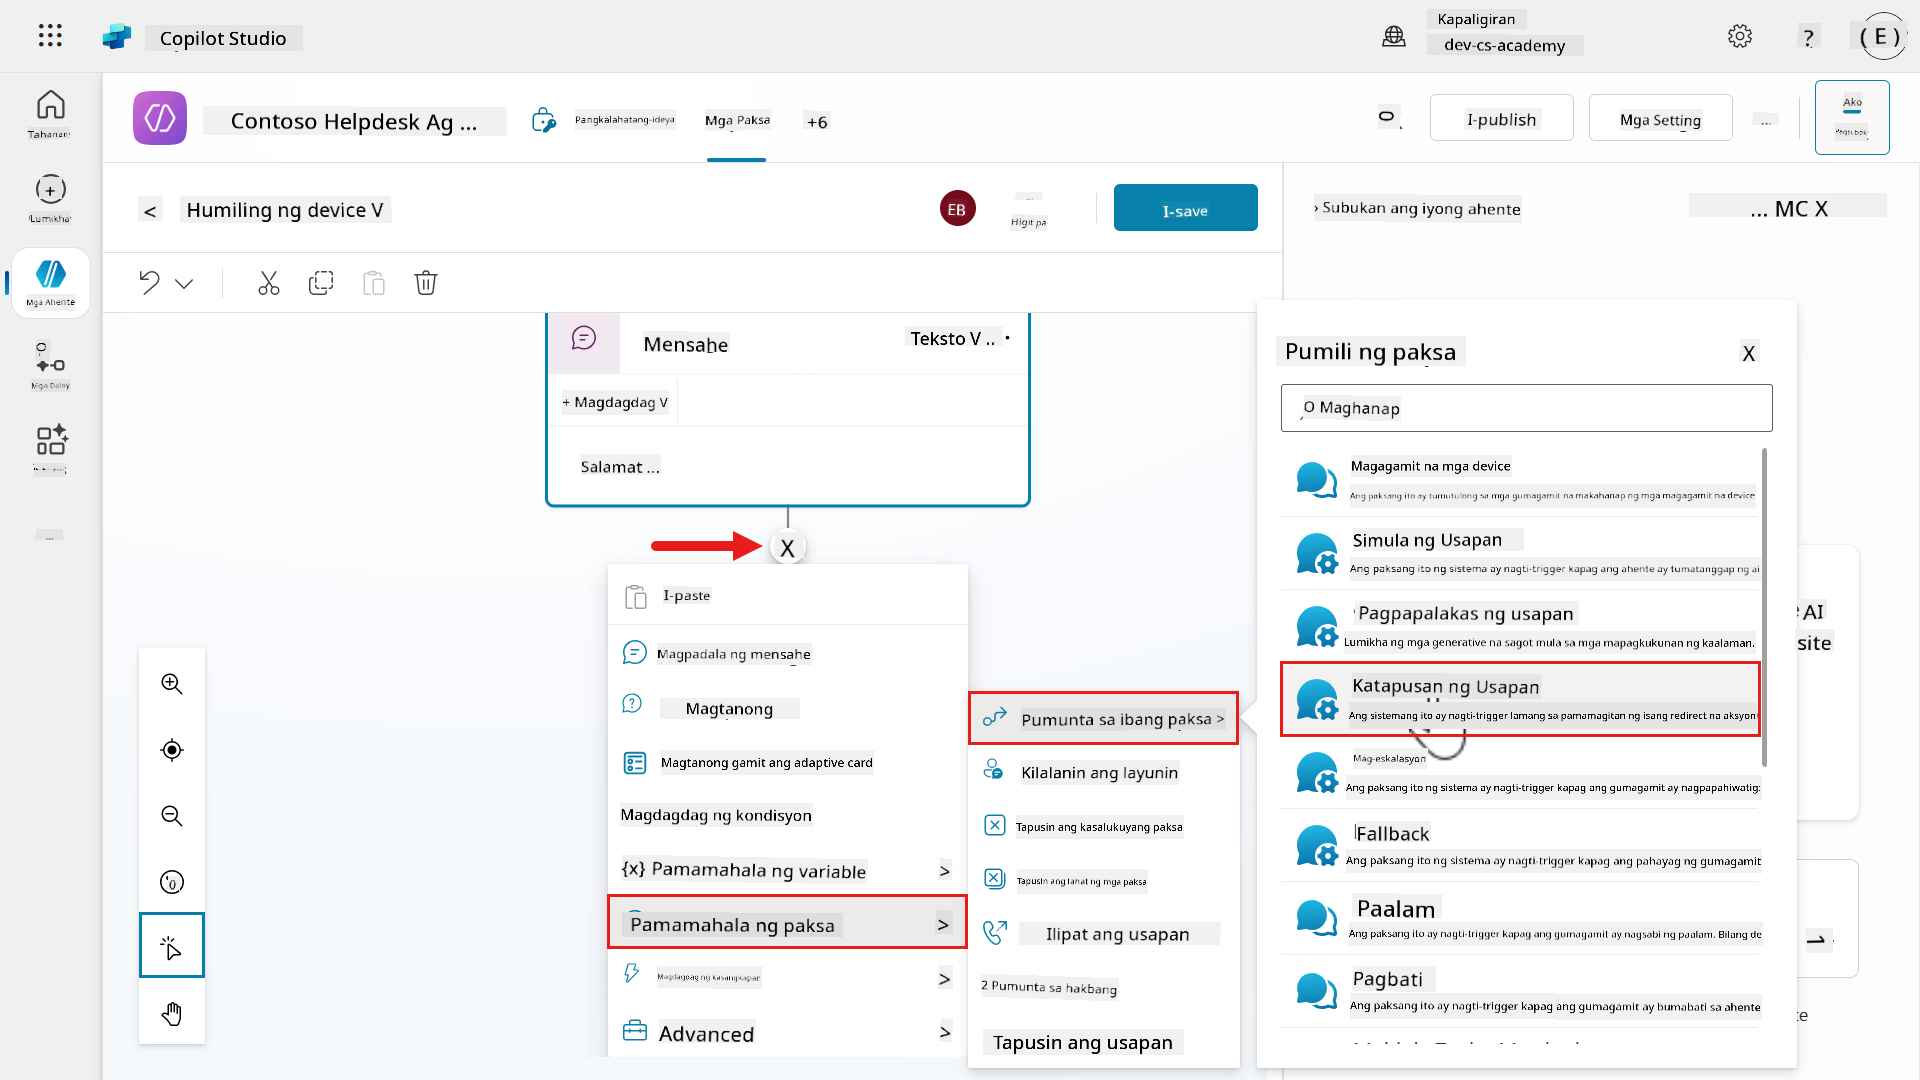 Copilot Studio
Kapaligiran
dev-cs-academy
?
( E )
Tahanan
Lumikha
Mga Ahente
Mga Daloy
Contoso Helpdesk Ag ...
Pangkalahatang-ideya
Mga Paksa
+6
I-publish
Mga Setting
...
Ako
< Humiling ng device V
EB
Higit pa
I-save
› Subukan ang iyong ahente
... MC X
Mensahe
Teksto V ..
+ Magdagdag V
Salamat ...
X
I-paste
Magpadala ng mensahe
Magtanong
Magtanong gamit ang adaptive card
Magdagdag ng kondisyon
{x} Pamamahala ng variable >
Pamamahala ng paksa >
Magdagdag ng kasangkapan >
Advanced >
Pumunta sa ibang paksa >
Kilalanin ang layunin
Tapusin ang kasalukuyang paksa
Tapusin ang lahat ng mga paksa
Ilipat ang usapan
2 Pumunta sa hakbang
Tapusin ang usapan
Pumili ng paksa
X
O Maghanap
Magagamit na mga device
Ang paksang ito ay tumutulong sa mga gumagamit na makahanap ng mga magagamit na device
Simula ng Usapan
Ang paksang ito ng sistema ay nagti-trigger kapag ang ahente ay tumatanggap ng ai
Pagpapalakas ng usapan
Lumikha ng mga generative na sagot mula sa mga mapagkukunan ng kaalaman.
Katapusan ng Usapan
Ang sistemang ito ay nagti-trigger lamang sa pamamagitan ng isang redirect na aksyon
Mag-eskalasyon
Ang paksang ito ng sistema ay nagti-trigger kapag ang gumagamit ay nagpapahiwatig
Fallback
Ang paksang ito ng sistema ay nagti-trigger kapag ang pahayag ng gumagamit
Paalam
Ang paksang ito ay nagti-trigger kapag ang gumagamit ay nagsabi ng paalam. Bilang de
Pagbati
Ang paksang ito ay nagti-trigger kapag ang gumagamit ay bumabati sa ahente
AI
site